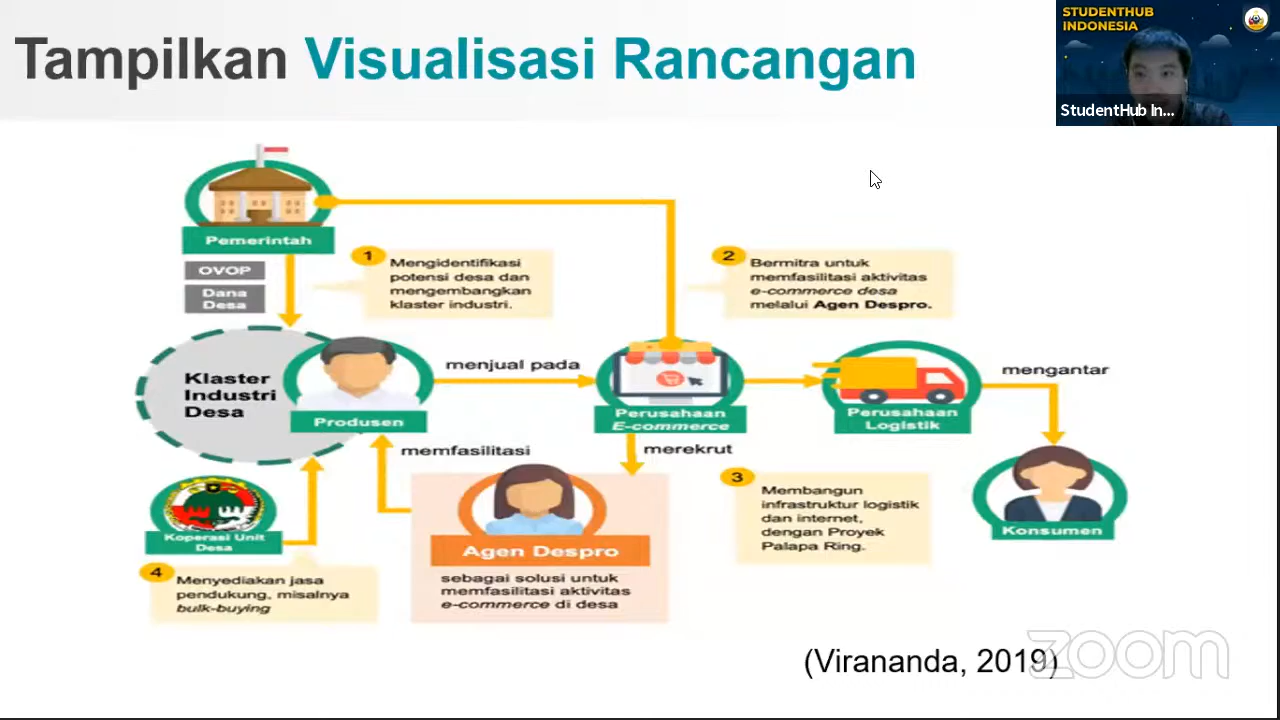 Tampilkan Visualisasi Rancangan
STUDENTHUB
INDONESIA
StudentHub In...
Pemerintah
OVOP
Dana
Desa
1
Mengidentifikasi
potensi desa dan
mengembangkan
klaster industri.
2
Bermitra untuk
memfasilitasi aktivitas
e-commerce desa
melalui Agen Despro.
Klaster
Industri
Desa
Produsen
menjual pada
Perusahaan
E-commerce
Perusahaan
Logistik
mengantar
memfasilitasi
merekrut
Konsumen
Koperasi Unit
Desa
Agen Despro
sebagai solusi untuk
memfasilitasi aktivitas
e-commerce di desa
3
Membangun
infrastruktur logistik
dan internet,
dengan Proyek
Palapa Ring.
4
Menyediakan jasa
pendukung, misalnya
bulk-buying
(Virananda, 2019)
zoom